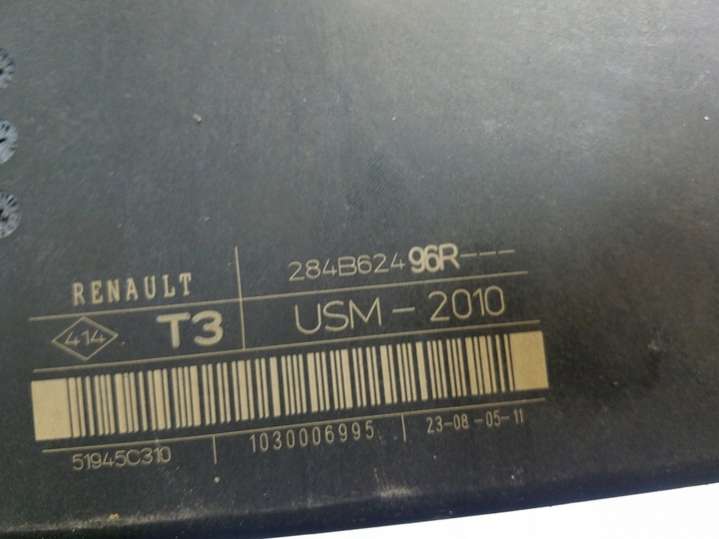 RENAULT 284B62496R---
414 T3 USM - 2010
51945C310 1030006995 23-08-05-11